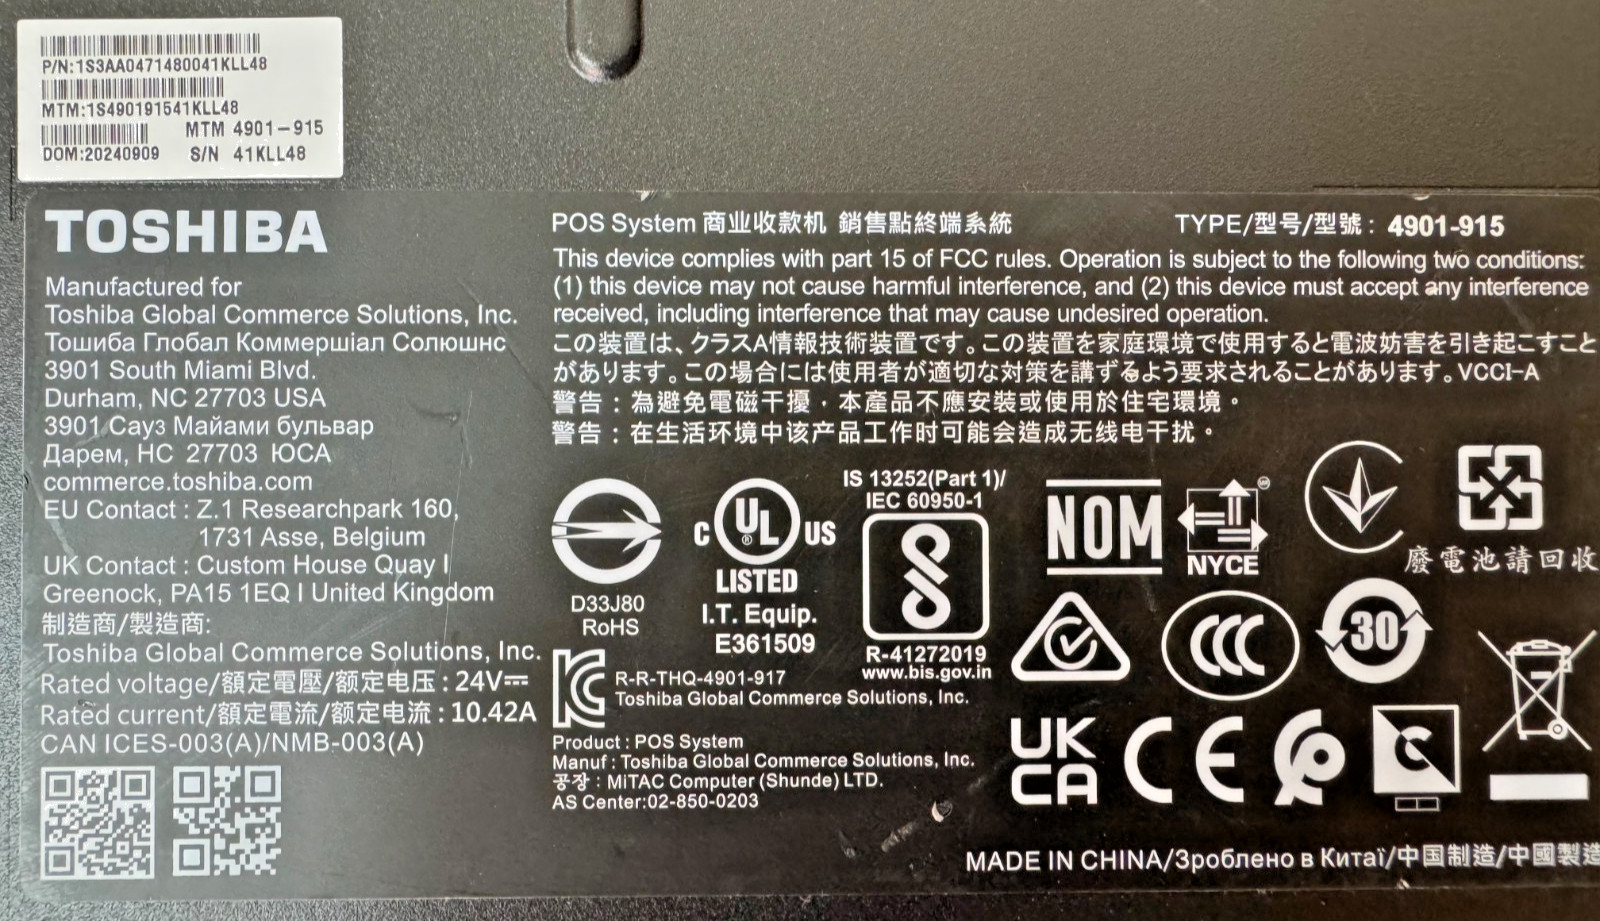 P/N:1S3AA0471480041KLL48
MTM:1S490191541KLL48
MTM 4901-915
DOM:20240909 S/N 41KLL48
TOSHIBA
Manufactured for
Toshiba Global Commerce Solutions, Inc.
Тошиба Глобал Коммершіал Солюшнс
3901 South Miami Blvd.
Durham, NC 27703 USA
3901 Сауз Майами бульвар
Дарем, НС 27703 ЮСА
commerce.toshiba.com
EU Contact : Z.1 Researchpark 160,
1731 Asse, Belgium
UK Contact : Custom House Quay I
Greenock, PA15 1EQ I United Kingdom
制造商/製造商:
Toshiba Global Commerce Solutions, Inc.
Rated voltage/額定電壓/额定电压 : 24V⎓
Rated current/額定電流/额定电流 : 10.42A
CAN ICES-003(A)/NMB-003(A)
POS System 商业收款机 銷售點終端系統
TYPE/型号/型號 : 4901-915
This device complies with part 15 of FCC rules. Operation is subject to the following two conditions:
(1) this device may not cause harmful interference, and (2) this device must accept any interference
received, including interference that may cause undesired operation.
この装置は、クラスA情報技術装置です。この装置を家庭環境で使用すると電波妨害を引き起こすこと
があります。この場合には使用者が適切な対策を講ずるよう要求されることがあります。VCCI-A
警告 : 為避免電磁干擾，本產品不應安裝或使用於住宅環境。
警告 : 在生活环境中该产品工作时可能会造成无线电干扰。
D33J80
RoHS
C UL ® US
LISTED
I.T. Equip.
E361509
IS 13252(Part 1)/
IEC 60950-1
R-41272019
www.bis.gov.in
NOM
NYCE
廢電池請回收
CCC
30
R-R-THQ-4901-917
Toshiba Global Commerce Solutions, Inc.
Product : POS System
Manuf : Toshiba Global Commerce Solutions, Inc.
공장 : MiTAC Computer (Shunde) LTD.
AS Center:02-850-0203
UK
CA
CE
C
MADE IN CHINA/Зроблено в Китаї/中国制造/中國製造